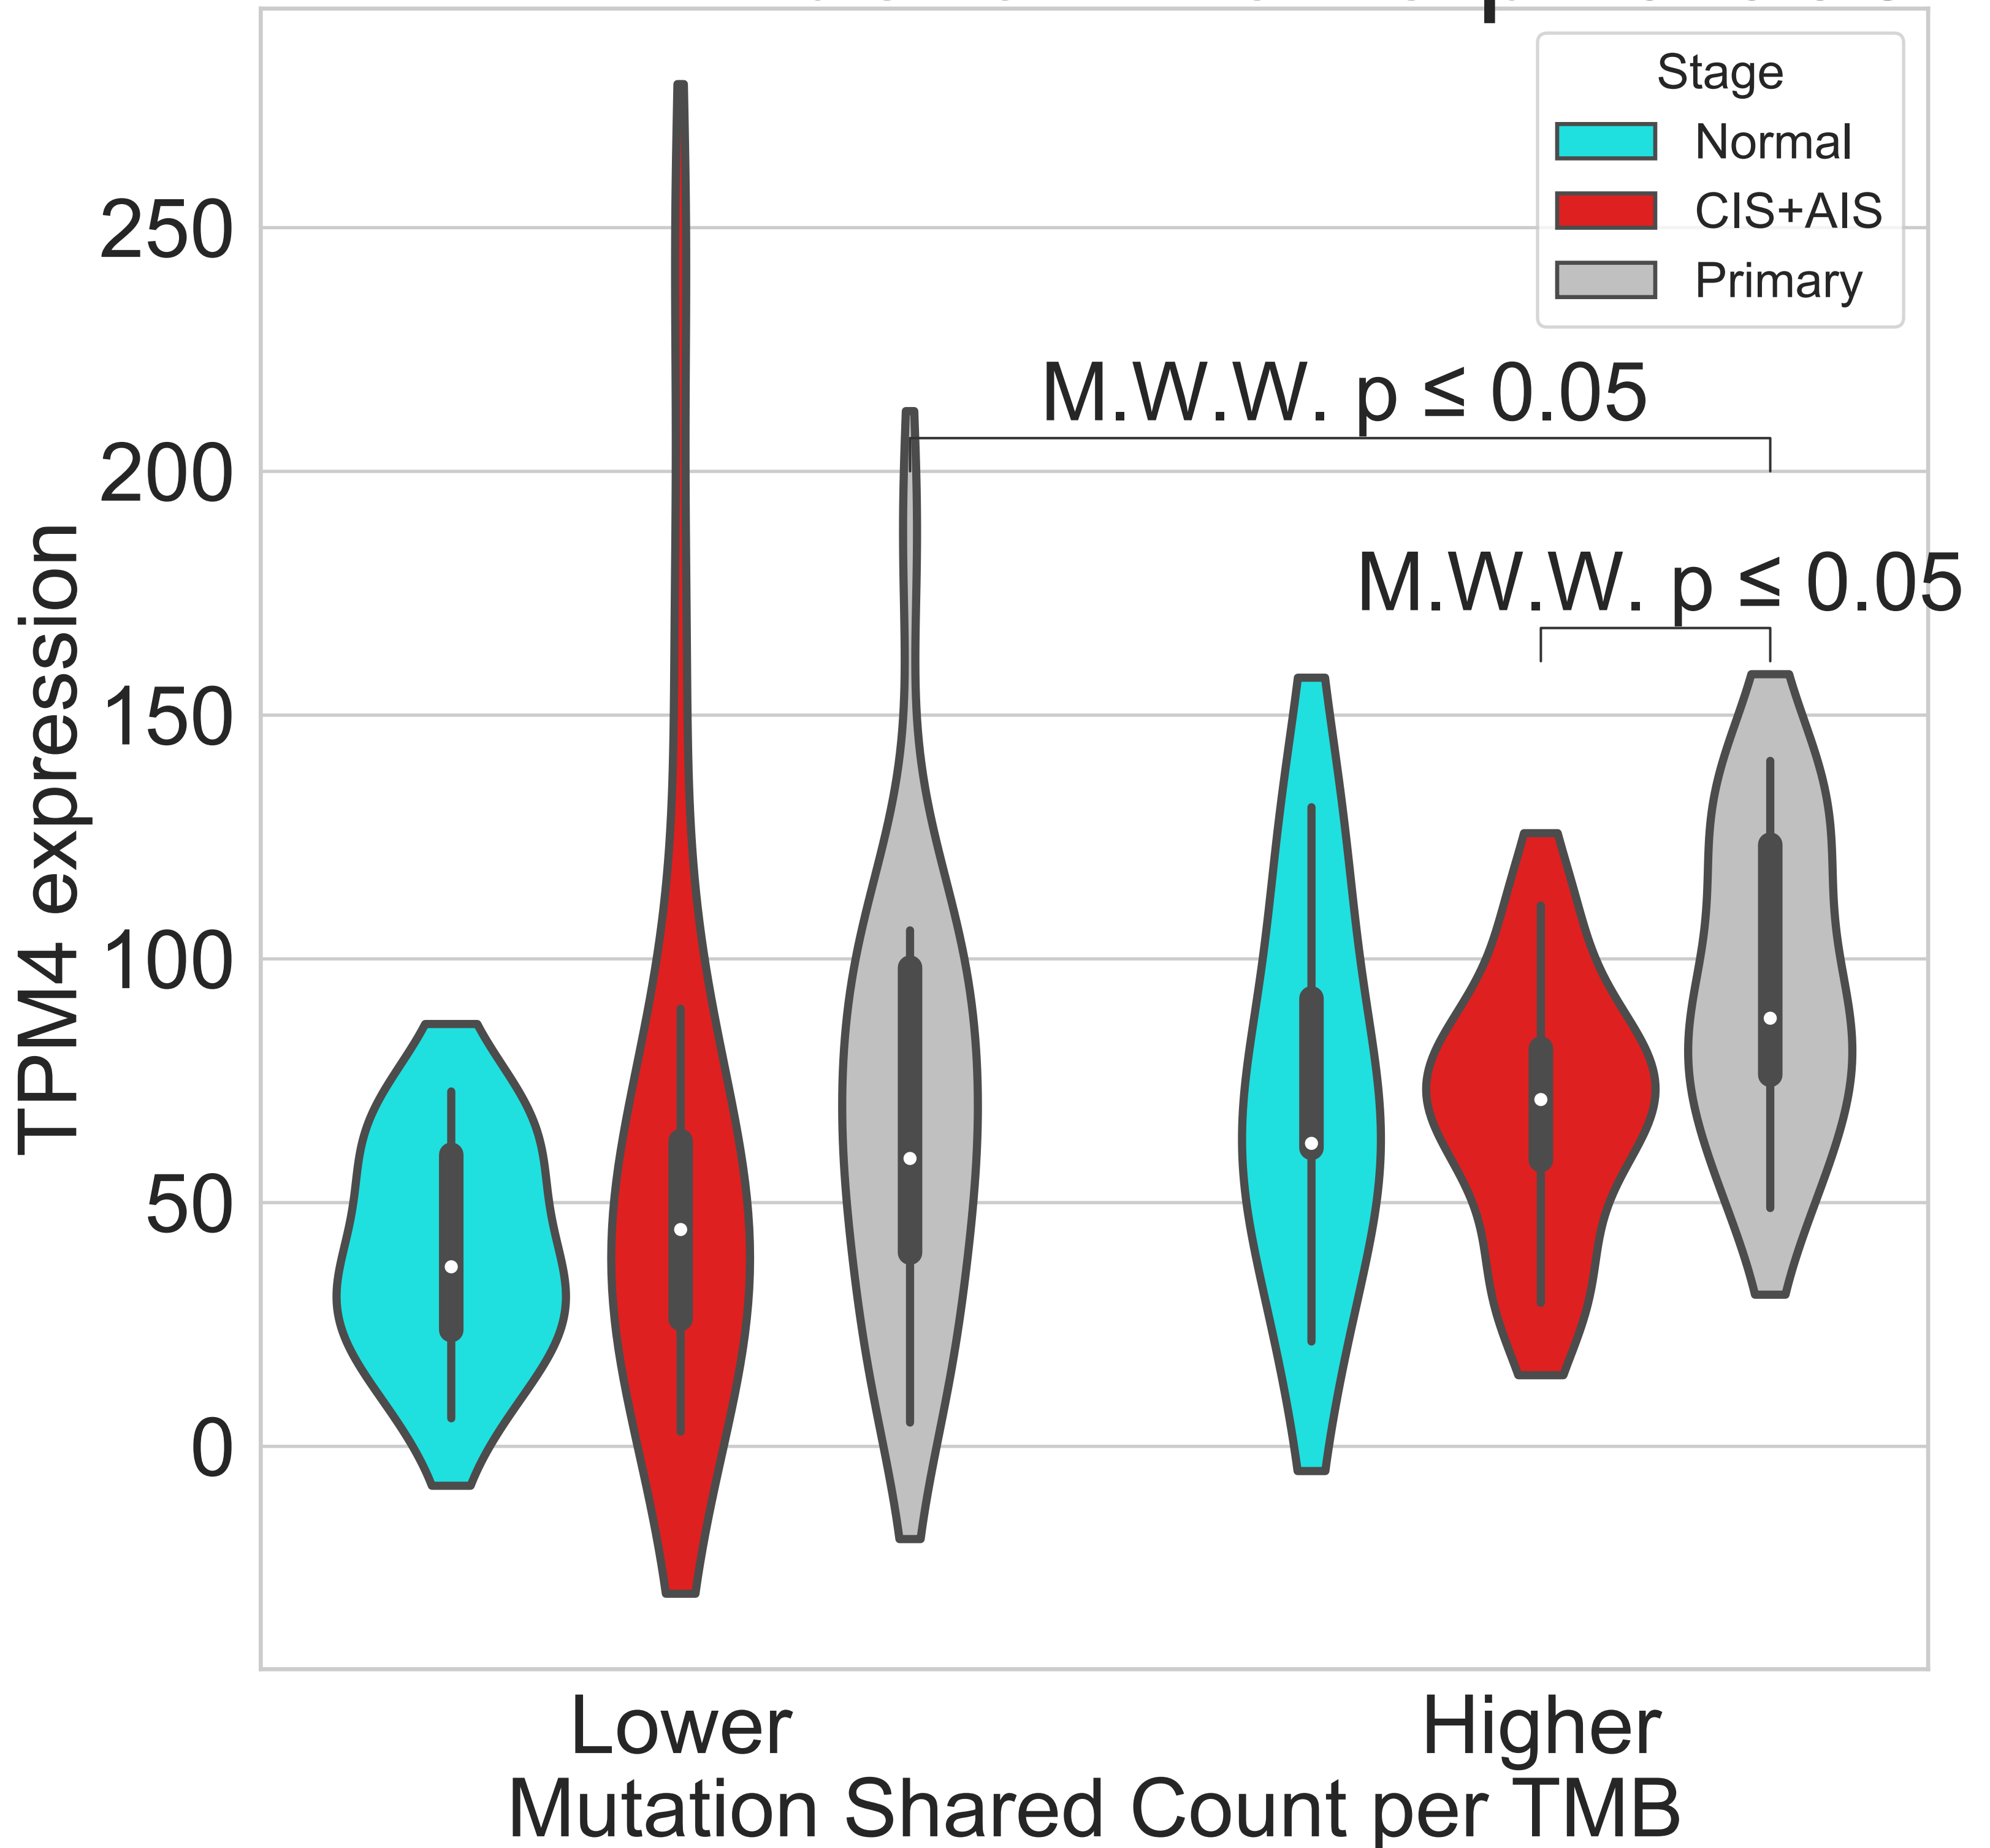 Stage
Normal
CIS+AIS
Primary
M.W.W. p ≤ 0.05
M.W.W. p ≤ 0.05
250
200
150
100
50
0
TPM4 expression
Lower
Higher
Mutation Shared Count per TMB